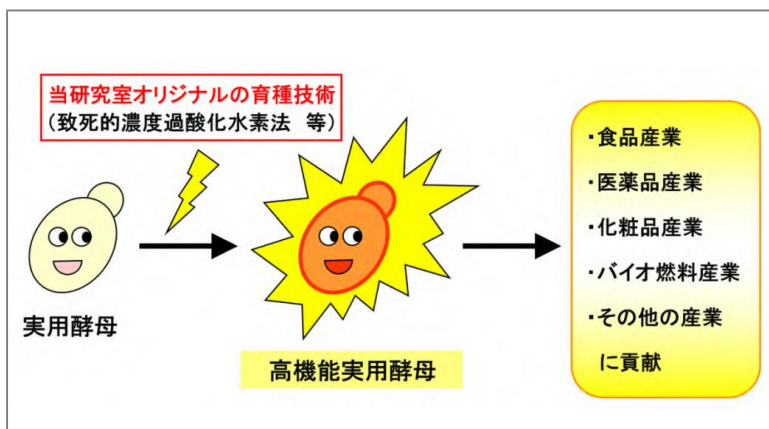 当研究室オリジナルの育種技術
（致死的濃度過酸化水素法　等）
実用酵母
高機能実用酵母
・食品産業
・医薬品産業
・化粧品産業
・バイオ燃料産業
・その他の産業
に貢献